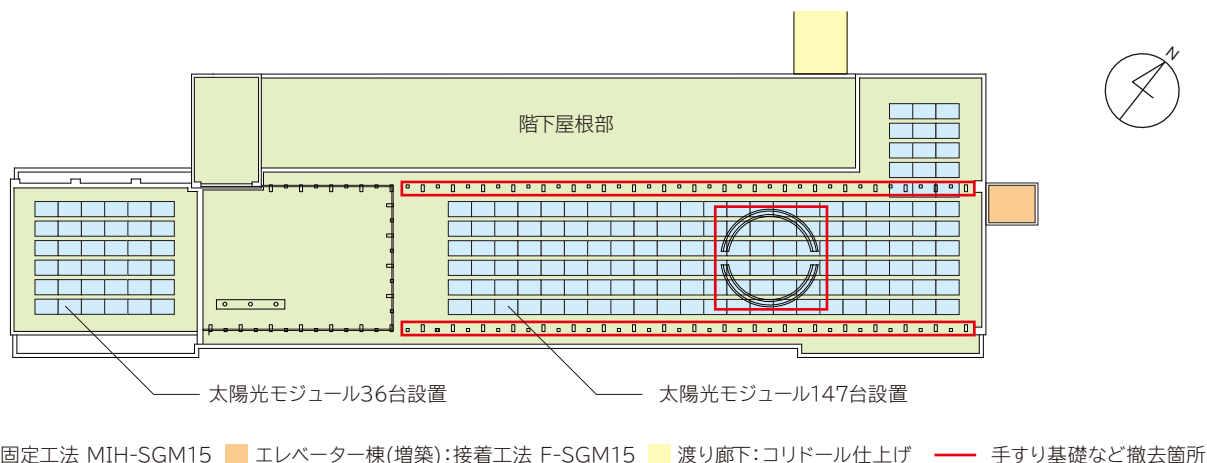 N
階下屋根部
太陽光モジュール36台設置
太陽光モジュール147台設置
固定工法 MIH-SGM15 エレベーター棟(増築):接着工法 F-SGM15 渡り廊下:コリドール仕上げ 手すり基礎など撤去箇所